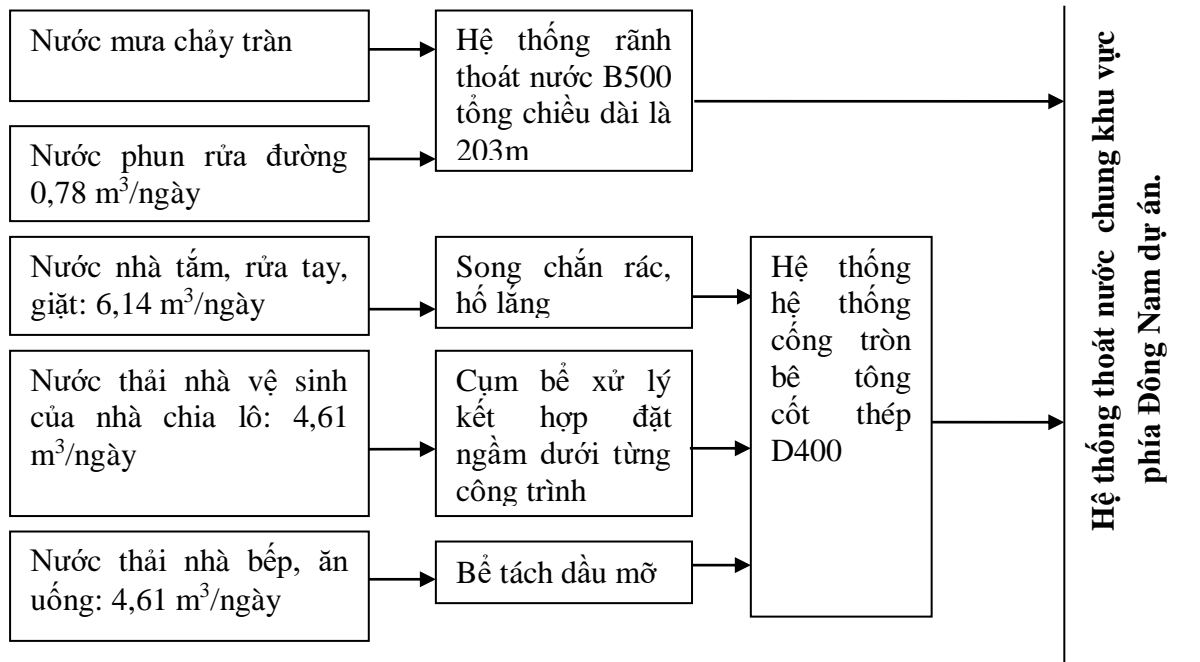 Nước mưa chảy tràn
Hệ thống rãnh
thoát nước B500
tổng chiều dài là
203m
Nước phun rửa đường
0,78 m³/ngày
Nước nhà tắm, rửa tay,
giặt: 6,14 m³/ngày
Song chắn rác,
hố lắng
Nước thải nhà vệ sinh
của nhà chia lô: 4,61
m³/ngày
Cụm bể xử lý
kết hợp đặt
ngầm dưới từng
công trình
Nước thải nhà bếp, ăn
uống: 4,61 m³/ngày
Bể tách dầu mỡ
Hệ thống
hệ thống
cống tròn
bê tông
cốt thép
D400
Hệ thống thoát nước chung khu vực
phía Đông Nam dự án.